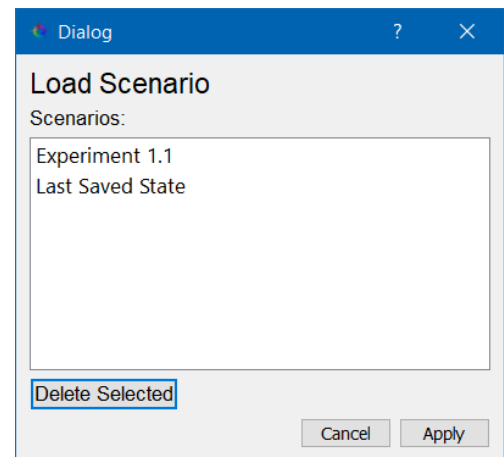 Dialog ?
Load Scenario
Scenarios:
Experiment 1.1
Last Saved State
Delete Selected
Cancel Apply